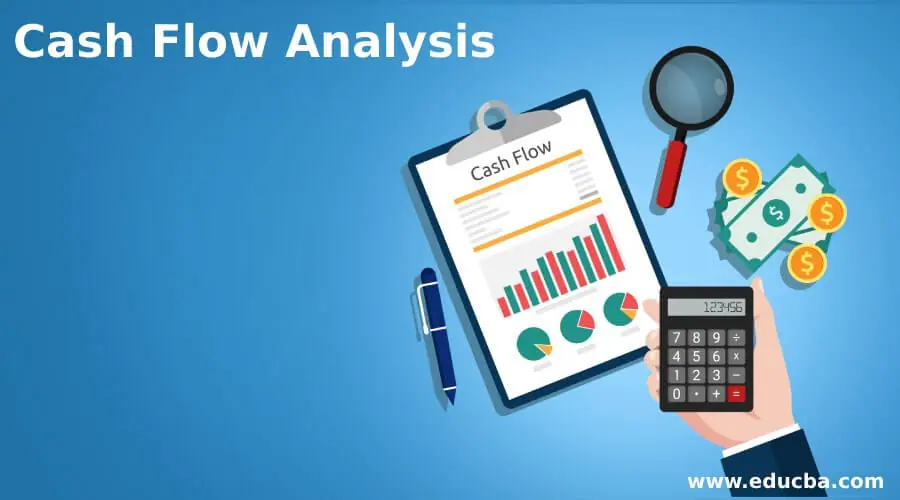 Cash Flow Analysis
Cash Flow
123456
7 8 9 ÷
4 5 6 x
1 2 3 −
0 · + =
$
$
$
$
www.educba.com